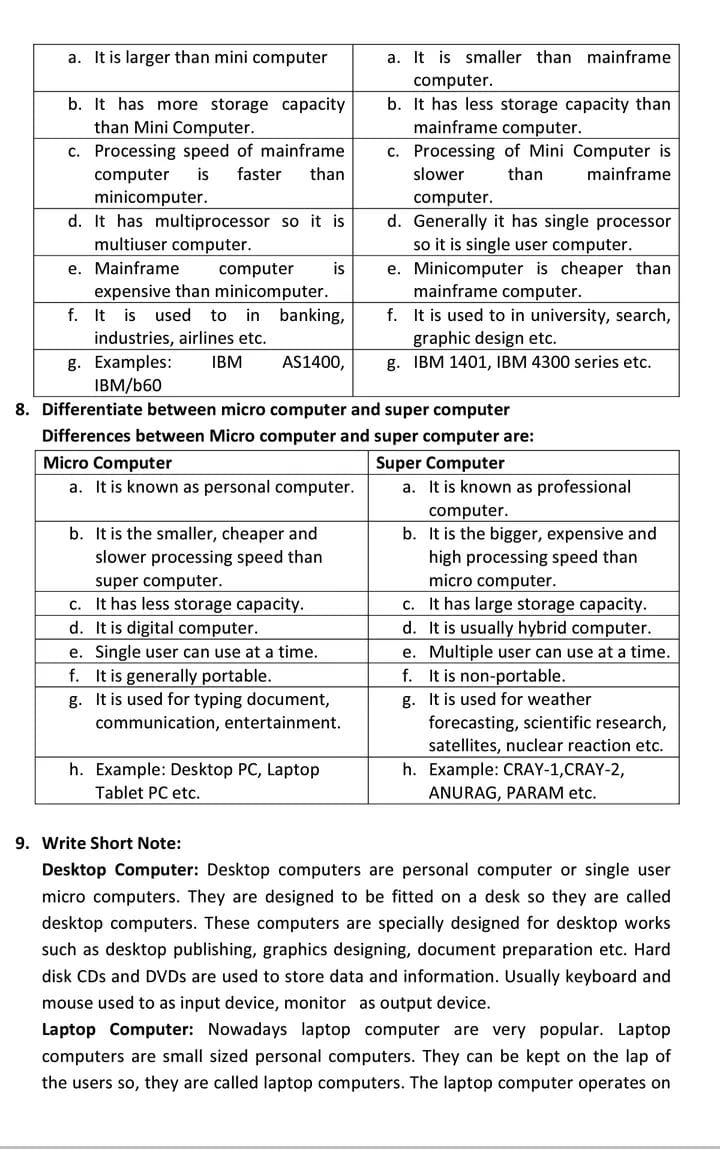 a. It is larger than mini computer
a. It is smaller than mainframe
computer.
b. It has more storage capacity
than Mini Computer.
b. It has less storage capacity than
mainframe computer.
c. Processing speed of mainframe
computer is faster than
minicomputer.
c. Processing of Mini Computer is
slower than mainframe
computer.
d. It has multiprocessor so it is
multiuser computer.
d. Generally it has single processor
so it is single user computer.
e. Mainframe computer is
expensive than minicomputer.
e. Minicomputer is cheaper than
mainframe computer.
f. It is used to in banking,
industries, airlines etc.
f. It is used to in university, search,
graphic design etc.
g. Examples: IBM AS1400,
IBM/b60
g. IBM 1401, IBM 4300 series etc.
8. Differentiate between micro computer and super computer
Differences between Micro computer and super computer are:
Micro Computer
Super Computer
a. It is known as personal computer.
a. It is known as professional
computer.
b. It is the smaller, cheaper and
slower processing speed than
super computer.
b. It is the bigger, expensive and
high processing speed than
micro computer.
c. It has less storage capacity.
c. It has large storage capacity.
d. It is digital computer.
d. It is usually hybrid computer.
e. Single user can use at a time.
e. Multiple user can use at a time.
f. It is generally portable.
f. It is non-portable.
g. It is used for typing document,
communication, entertainment.
g. It is used for weather
forecasting, scientific research,
satellites, nuclear reaction etc.
h. Example: Desktop PC, Laptop
Tablet PC etc.
h. Example: CRAY-1,CRAY-2,
ANURAG, PARAM etc.
9. Write Short Note:
Desktop Computer: Desktop computers are personal computer or single user
micro computers. They are designed to be fitted on a desk so they are called
desktop computers. These computers are specially designed for desktop works
such as desktop publishing, graphics designing, document preparation etc. Hard
disk CDs and DVDs are used to store data and information. Usually keyboard and
mouse used to as input device, monitor as output device.
Laptop Computer: Nowadays laptop computer are very popular. Laptop
computers are small sized personal computers. They can be kept on the lap of
the users so, they are called laptop computers. The laptop computer operates on